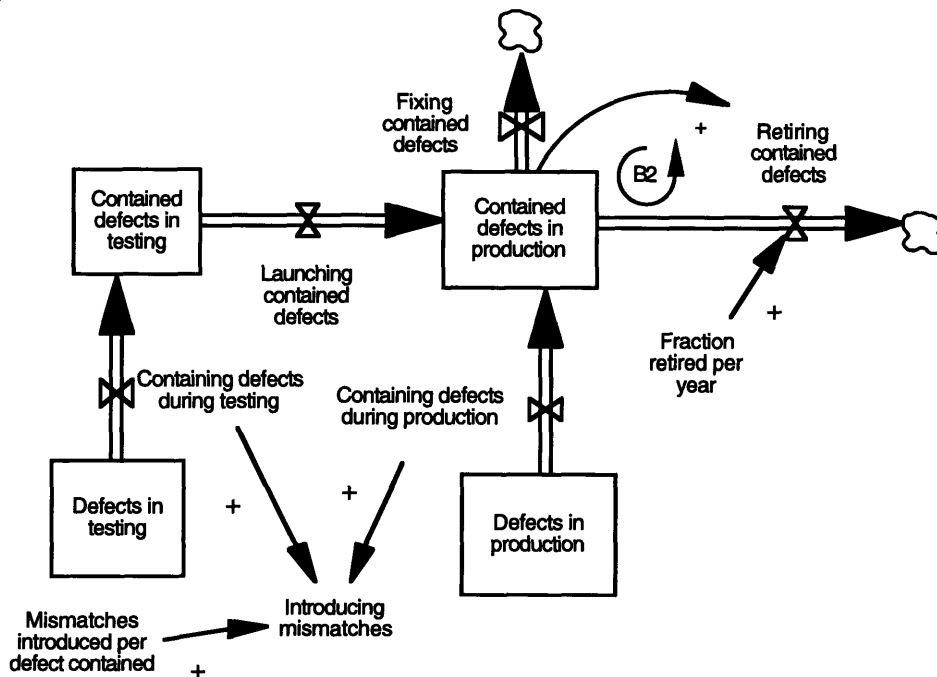 Fixing
contained
defects
+
Retiring
contained
defects
B2
Contained
defects in
testing
Contained
defects in
production
Launching
contained
defects
+
Fraction
retired per
year
Containing defects
during testing
Containing defects
during production
+
+
Defects in
testing
Defects in
production
Introducing
mismatches
Mismatches
introduced per
defect contained
+